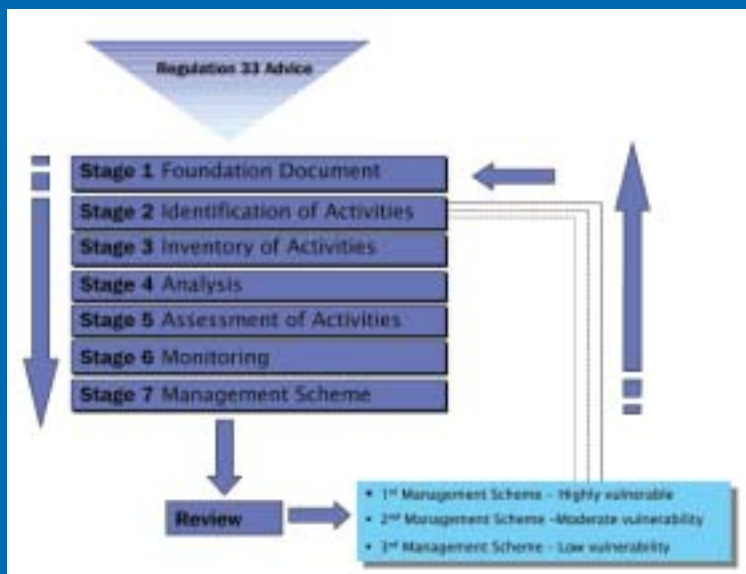 Regulation 33 Advice
Stage 1 Foundation Document
Stage 2 Identification of Activities
Stage 3 Inventory of Activities
Stage 4 Analysis
Stage 5 Assessment of Activities
Stage 6 Monitoring
Stage 7 Management Scheme
Review
• 1st Management Scheme – Highly vulnerable
• 2nd Management Scheme –Moderate vulnerability
• 3rd Management Scheme – Low vulnerability